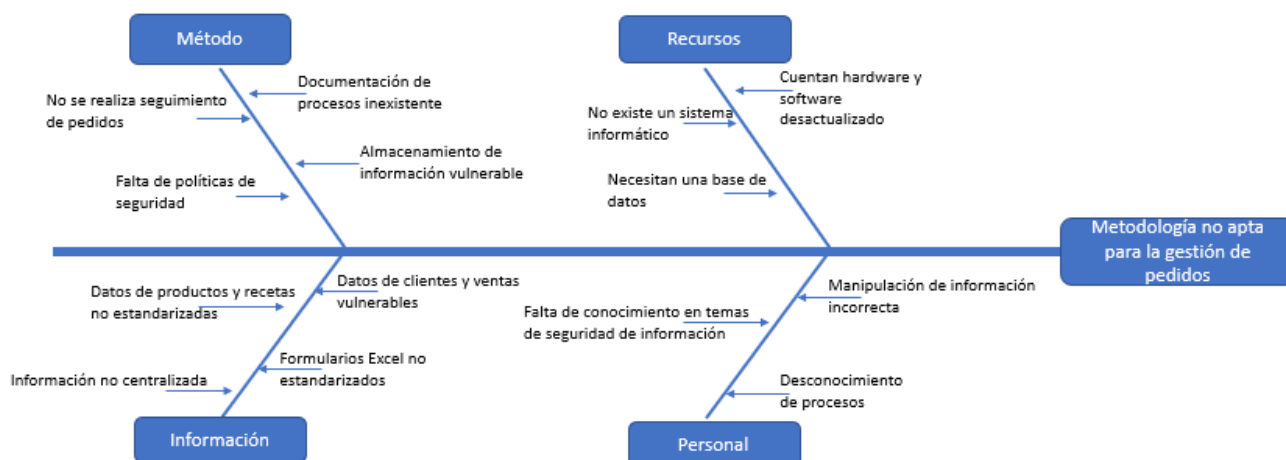 Método
Documentación de
procesos inexistente
No se realiza seguimiento
de pedidos
Almacenamiento de
información vulnerable
Falta de políticas de
seguridad
Recursos
Cuentan hardware y
software
desactualizado
No existe un sistema
informático
Necesitan una base de
datos
Metodología no apta
para la gestión de
pedidos
Datos de clientes y ventas
vulnerables
Datos de productos y recetas
no estandarizadas
Formularios Excel no
estandarizados
Información no centralizada
Información
Manipulación de información
incorrecta
Falta de conocimiento en temas
de seguridad de información
Desconocimiento
de procesos
Personal